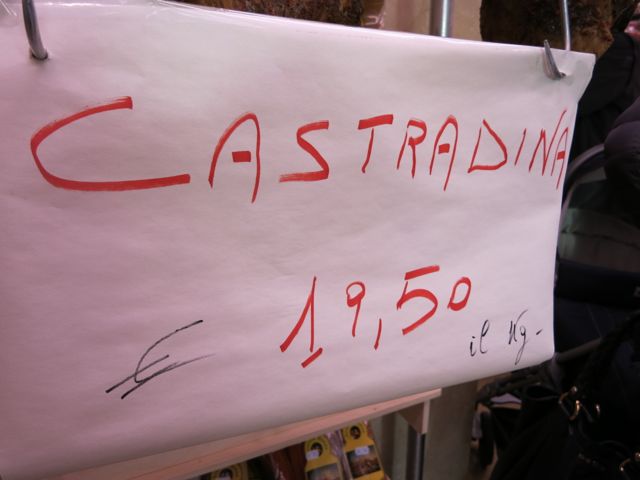 CASTRADINA
€ 19,50 il Kg-